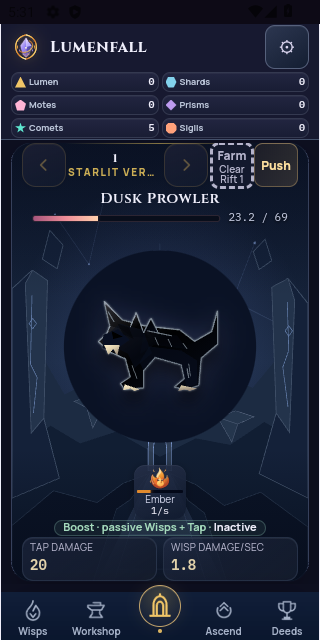 LUMENFALL
Lumen 0
Shards 0
Motes 0
Prisms 0
Comets 5
Sigils 0
1
STARLIT VER…
Farm
Clear
Rift 1
Push
DUSK PROWLER
23.2 / 69
Ember
1/s
Boost · passive Wisps + Tap · Inactive
TAP DAMAGE
20
WISP DAMAGE/SEC
1.8
Wisps
Workshop
Ascend
Deeds